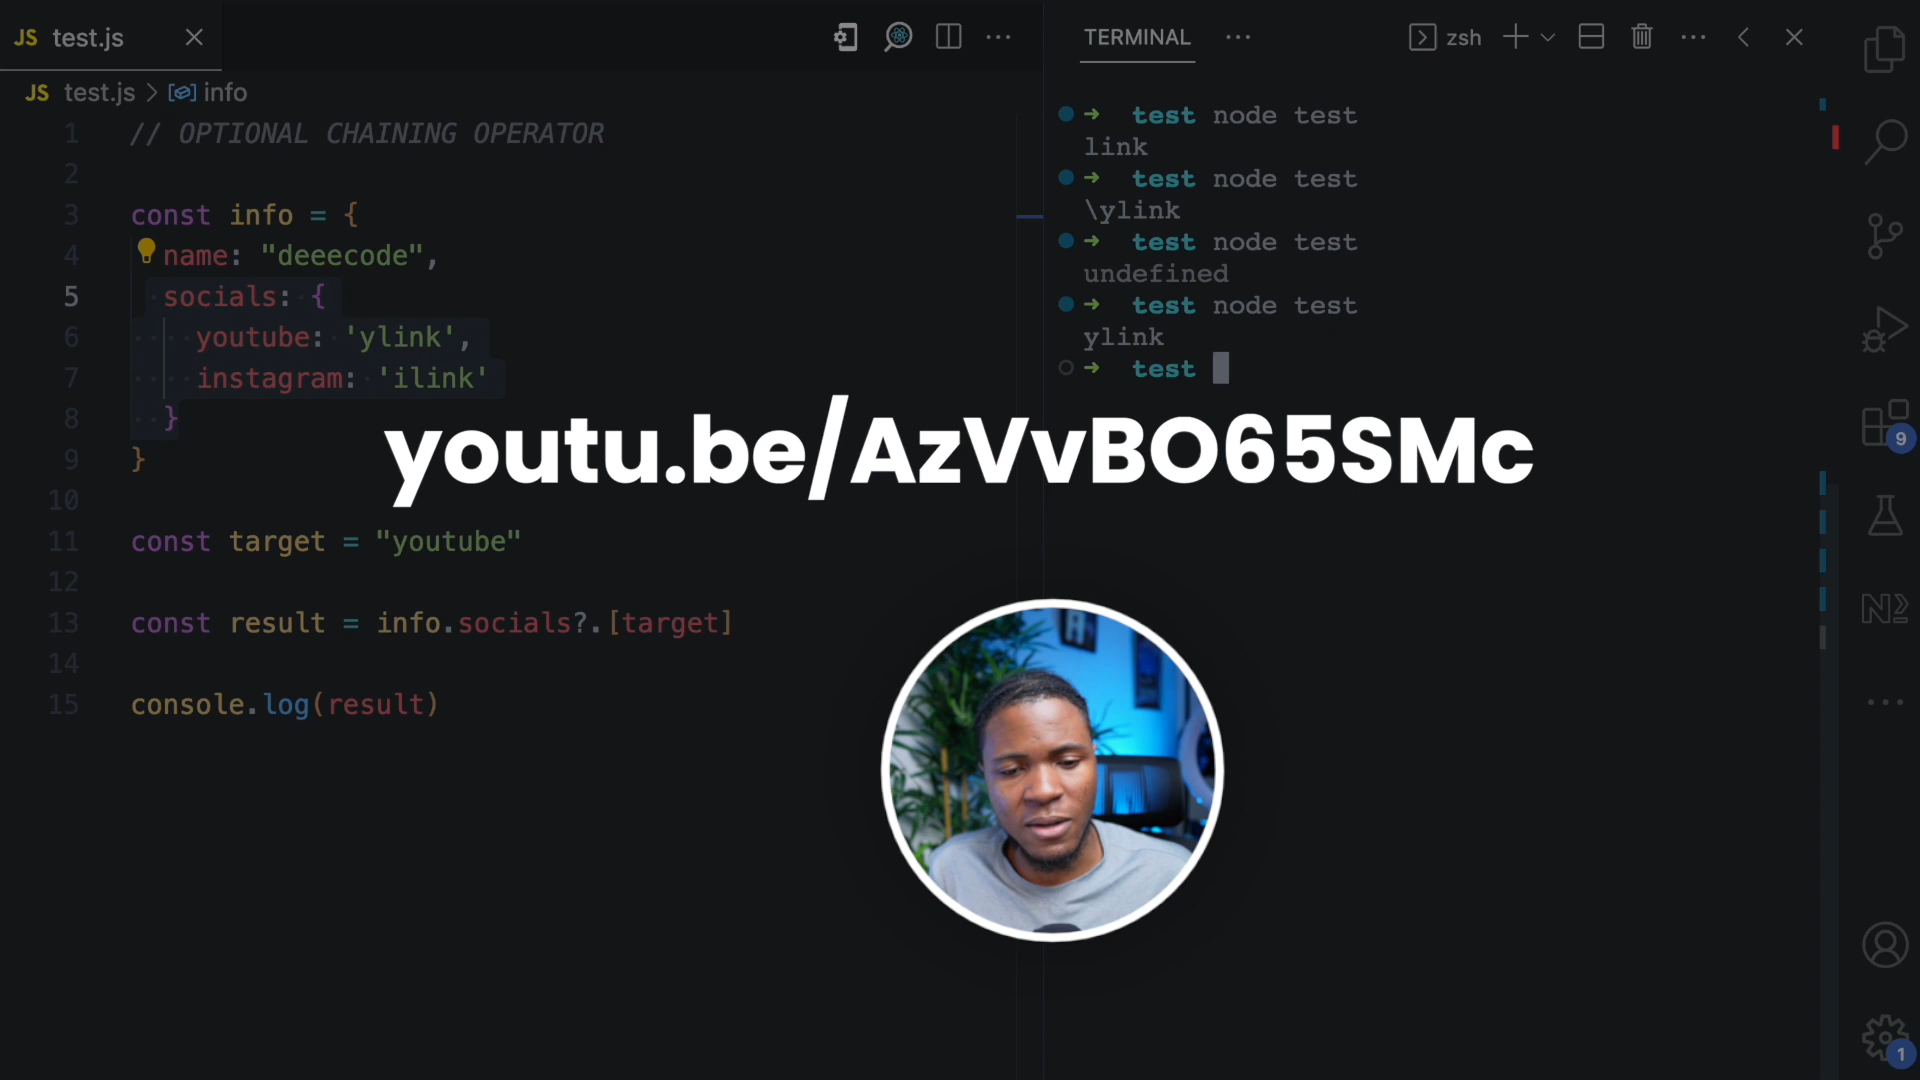 JS test.js
JS test.js > info
1 // OPTIONAL CHAINING OPERATOR
2
3 const info = {
4 name: "deeecode",
5 socials: {
6 youtube: 'ylink',
7 instagram: 'ilink'
8 }
9 }
10
11 const target = "youtube"
12
13 const result = info.socials?.[target]
14
15 console.log(result)
TERMINAL
zsh
test node test
link
test node test
\ylink
test node test
undefined
test node test
ylink
test
youtu.be/AzVvBO65SMc
9
1